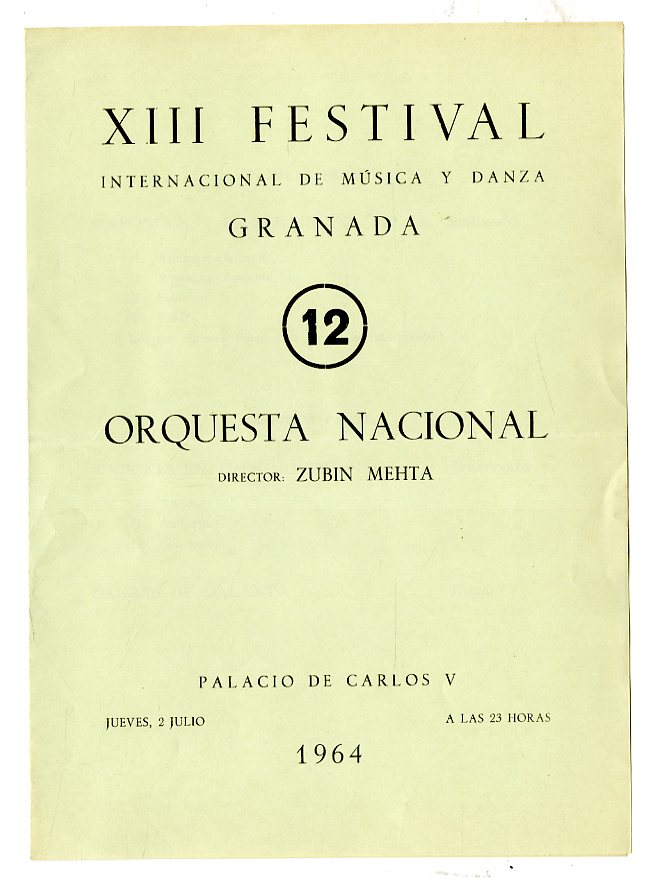 XIII FESTIVAL
INTERNACIONAL DE MÚSICA Y DANZA
GRANADA
12
ORQUESTA NACIONAL
DIRECTOR: ZUBIN MEHTA
PALACIO DE CARLOS V
JUEVES, 2 JULIO
A LAS 23 HORAS
1964